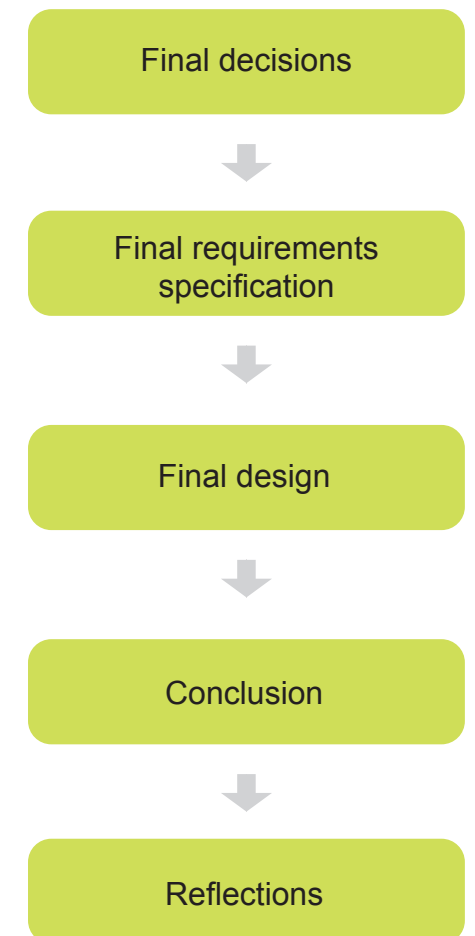 Final decisions
Final requirements
specification
Final design
Conclusion
Reflections